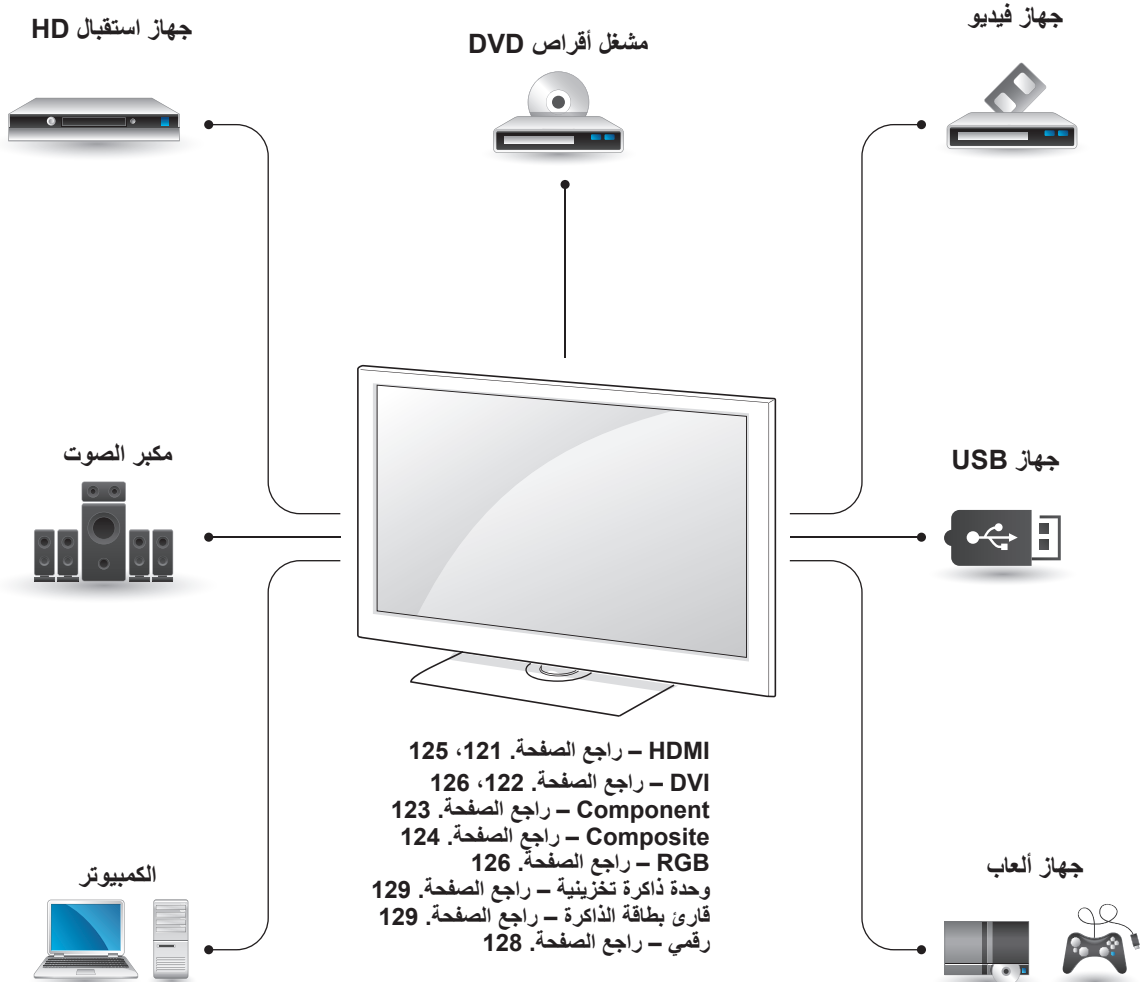 جهاز فيديو
مشغل أقراص DVD
جهاز استقبال HD
جهاز USB
مكبر الصوت
HDMI – راجع الصفحة. 121، 125
DVI – راجع الصفحة. 122، 126
Component – راجع الصفحة. 123
Composite – راجع الصفحة. 124
RGB – راجع الصفحة. 126
وحدة ذاكرة تخزينية – راجع الصفحة. 129
قارئ بطاقة الذاكرة – راجع الصفحة. 129
رقمي – راجع الصفحة. 128
جهاز ألعاب
الكمبيوتر